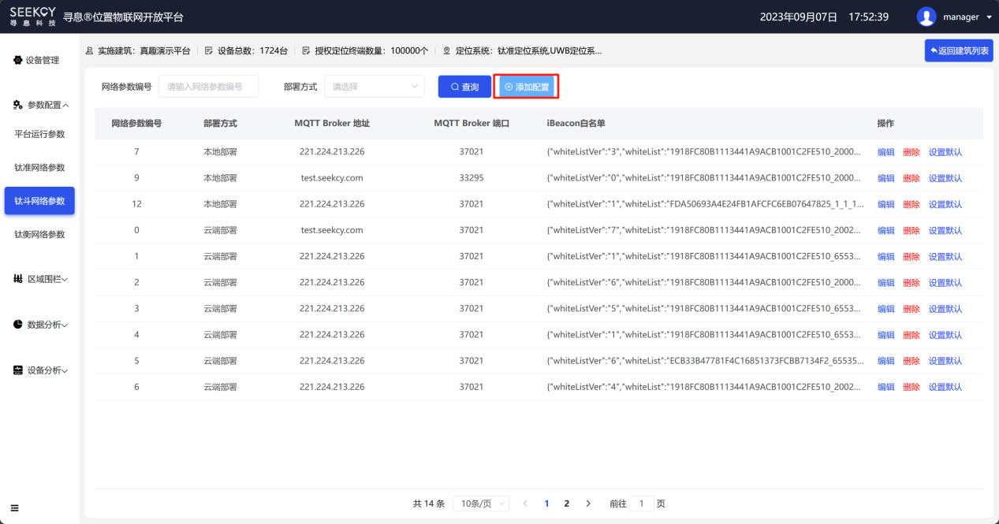 SEEKCY 寻息科技 寻息®位置物联网开放平台 2023年09月07日 17:52:39 manager
设备管理
参数配置
平台运行参数
钛准网络参数
钛斗网络参数
钛衡网络参数
区域围栏
数据分析
设备分析
实施建筑: 真趣演示平台 设备总数: 1724台 授权定位终端数量: 100000个 定位系统: 钛准定位系统,UWB定位系... 返回建筑列表
网络参数编号 请输入网络参数编号 部署方式 请选择 查询 添加配置
网络参数编号 部署方式 MQTT Broker 地址 MQTT Broker 端口 iBeacon白名单 操作
7 本地部署 221.224.213.226 37021 {"whiteListVer":"3","whiteList":"1918FC80B1113441A9ACB1001C2FE510_2000... 编辑 删除 设置默认
9 本地部署 test.seekcy.com 33295 {"whiteListVer":"0","whiteList":"1918FC80B1113441A9ACB1001C2FE510_2000... 编辑 删除 设置默认
12 本地部署 221.224.213.226 37021 {"whiteListVer":"1","whiteList":"FDA50693A4E24FB1AFCFC6EB07647825_1_1_1... 编辑 删除 设置默认
0 云端部署 test.seekcy.com 37021 {"whiteListVer":"7","whiteList":"1918FC80B1113441A9ACB1001C2FE510_2002... 编辑 删除 设置默认
1 云端部署 221.224.213.226 37021 {"whiteListVer":"1","whiteList":"1918FC80B1113441A9ACB1001C2FE510_6553... 编辑 删除 设置默认
2 云端部署 221.224.213.226 37021 {"whiteListVer":"6","whiteList":"1918FC80B1113441A9ACB1001C2FE510_2000... 编辑 删除 设置默认
3 云端部署 221.224.213.226 37021 {"whiteListVer":"5","whiteList":"1918FC80B1113441A9ACB1001C2FE510_6553... 编辑 删除 设置默认
4 云端部署 221.224.213.226 37021 {"whiteListVer":"1","whiteList":"1918FC80B1113441A9ACB1001C2FE510_6553... 编辑 删除 设置默认
5 云端部署 221.224.213.226 37021 {"whiteListVer":"6","whiteList":"ECB33B47781F4C16851373FCBB7134F2_65535... 编辑 删除 设置默认
6 云端部署 221.224.213.226 37021 {"whiteListVer":"4","whiteList":"1918FC80B1113441A9ACB1001C2FE510_2002... 编辑 删除 设置默认
共 14 条 10条/页 1 2 前往 1 页